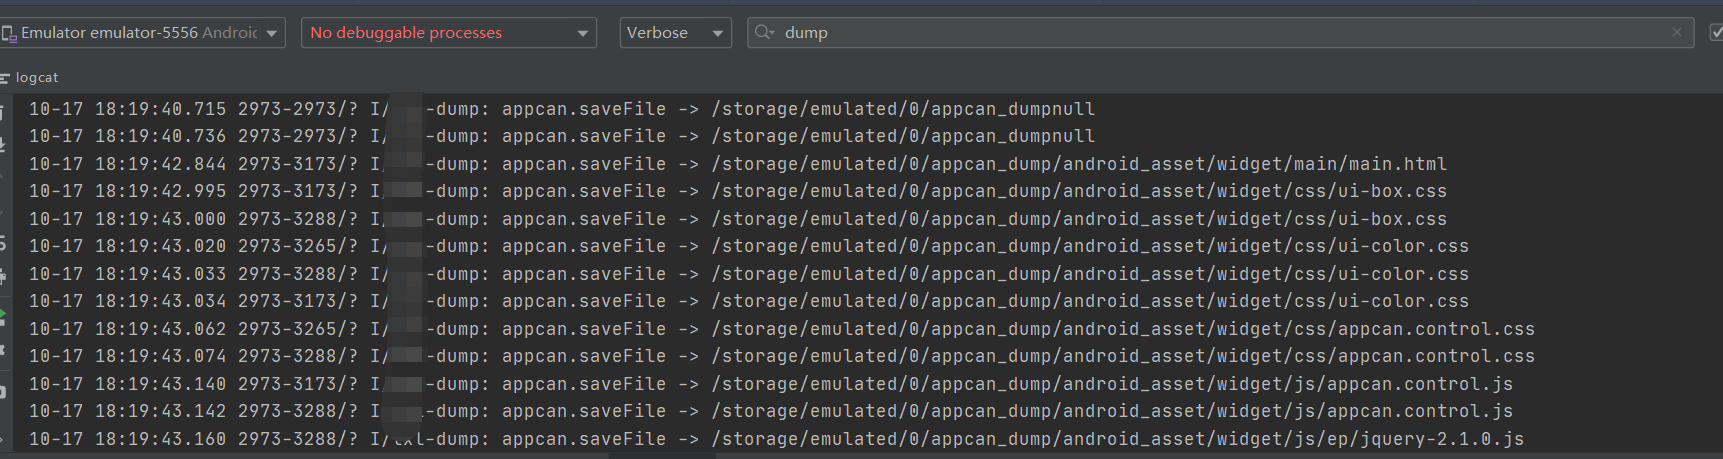 Emulator emulator-5556 Androic
No debuggable processes
Verbose
dump
logcat
10-17 18:19:40.715 2973-2973/? I/ -dump: appcan.saveFile -> /storage/emulated/0/appcan_dumpnull
10-17 18:19:40.736 2973-2973/? I/ -dump: appcan.saveFile -> /storage/emulated/0/appcan_dumpnull
10-17 18:19:42.844 2973-3173/? I/ -dump: appcan.saveFile -> /storage/emulated/0/appcan_dump/android_asset/widget/main/main.html
10-17 18:19:42.995 2973-3173/? I/ -dump: appcan.saveFile -> /storage/emulated/0/appcan_dump/android_asset/widget/css/ui-box.css
10-17 18:19:43.000 2973-3288/? I/ -dump: appcan.saveFile -> /storage/emulated/0/appcan_dump/android_asset/widget/css/ui-box.css
10-17 18:19:43.020 2973-3265/? I/ -dump: appcan.saveFile -> /storage/emulated/0/appcan_dump/android_asset/widget/css/ui-color.css
10-17 18:19:43.033 2973-3288/? I/ -dump: appcan.saveFile -> /storage/emulated/0/appcan_dump/android_asset/widget/css/ui-color.css
10-17 18:19:43.034 2973-3173/? I/ -dump: appcan.saveFile -> /storage/emulated/0/appcan_dump/android_asset/widget/css/ui-color.css
10-17 18:19:43.062 2973-3265/? I/ -dump: appcan.saveFile -> /storage/emulated/0/appcan_dump/android_asset/widget/css/appcan.control.css
10-17 18:19:43.074 2973-3288/? I/ -dump: appcan.saveFile -> /storage/emulated/0/appcan_dump/android_asset/widget/css/appcan.control.css
10-17 18:19:43.140 2973-3173/? I/ -dump: appcan.saveFile -> /storage/emulated/0/appcan_dump/android_asset/widget/js/appcan.control.js
10-17 18:19:43.142 2973-3288/? I -dump: appcan.saveFile -> /storage/emulated/0/appcan_dump/android_asset/widget/js/appcan.control.js
10-17 18:19:43.160 2973-3288/? I/ -dump: appcan.saveFile -> /storage/emulated/0/appcan_dump/android_asset/widget/js/ep/jquery-2.1.0.js